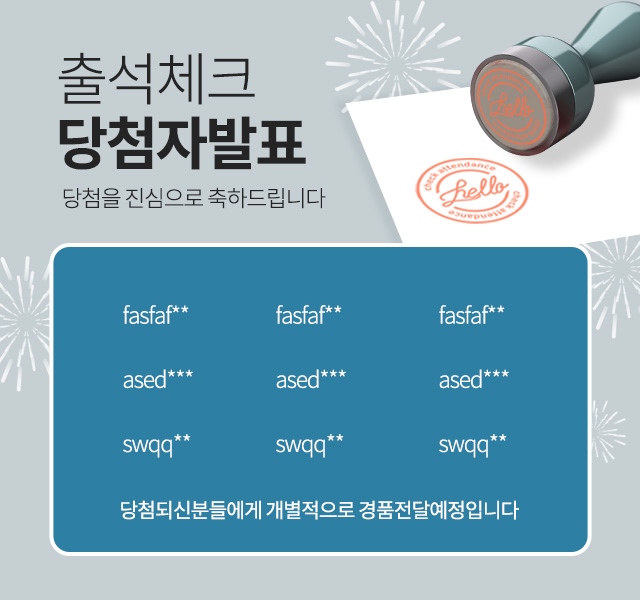 출석체크
당첨자발표
당첨을 진심으로 축하드립니다
hello
check attendance
hello
check attendance
fasfaf** fasfaf** fasfaf**
ased*** ased*** ased***
swqq** swqq** swqq**
당첨되신분들에게 개별적으로 경품전달예정입니다